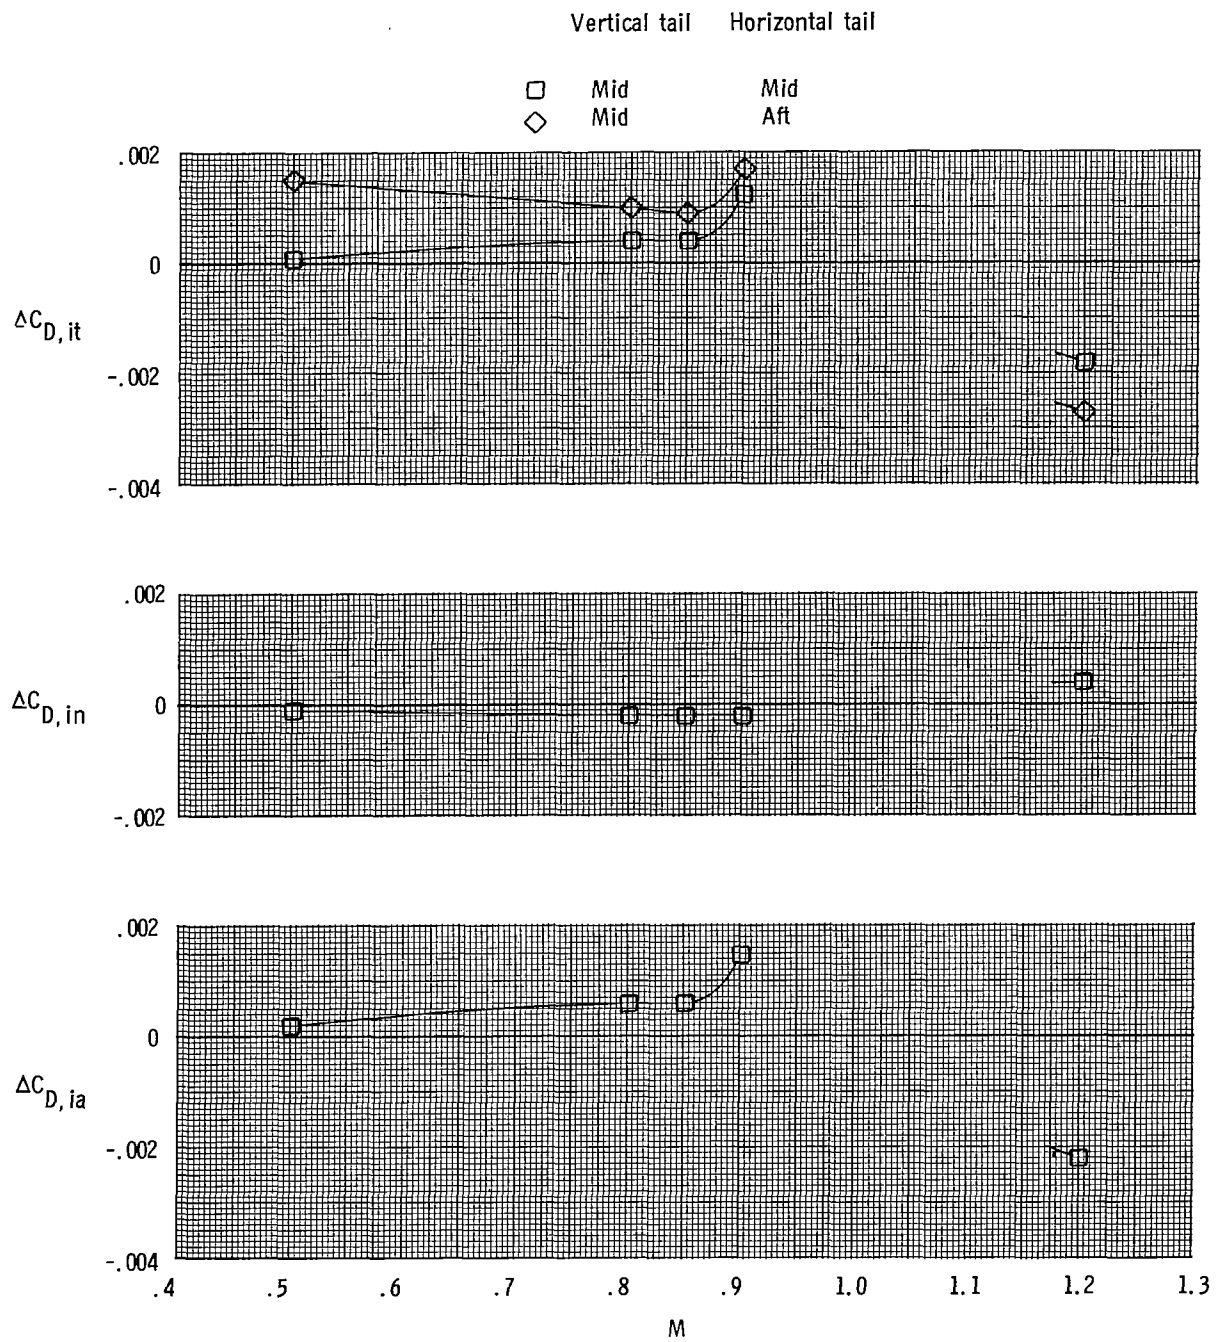 Vertical tail Horizontal tail
Mid Mid
Mid Aft
.002
0
ΔC_D,it
-.002
-.004
.002
ΔC_D,in
0
-.002
.002
0
ΔC_D,ia
-.002
-.004
.4 .5 .6 .7 .8 .9 1.0 1.1 1.2 1.3
M